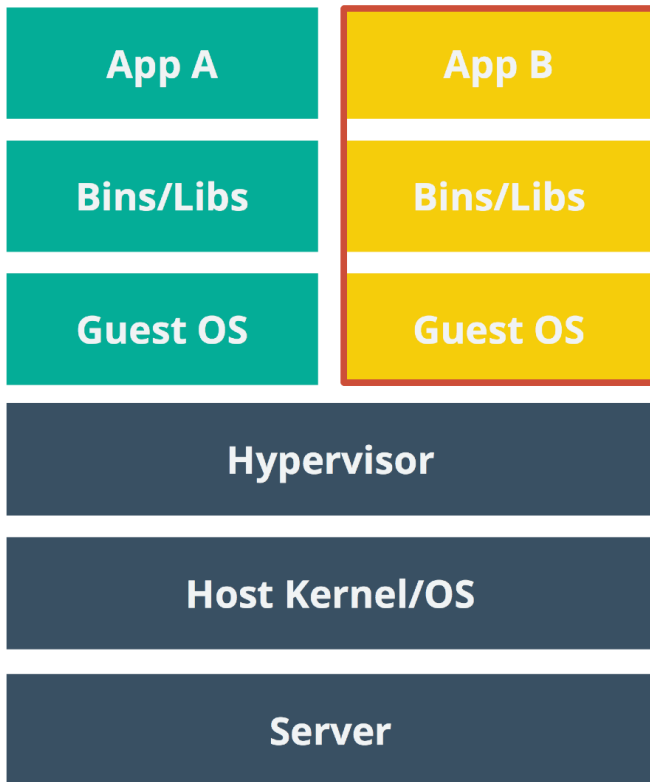 App A
App B
Bins/Libs
Bins/Libs
Guest OS
Guest OS
Hypervisor
Host Kernel/OS
Server